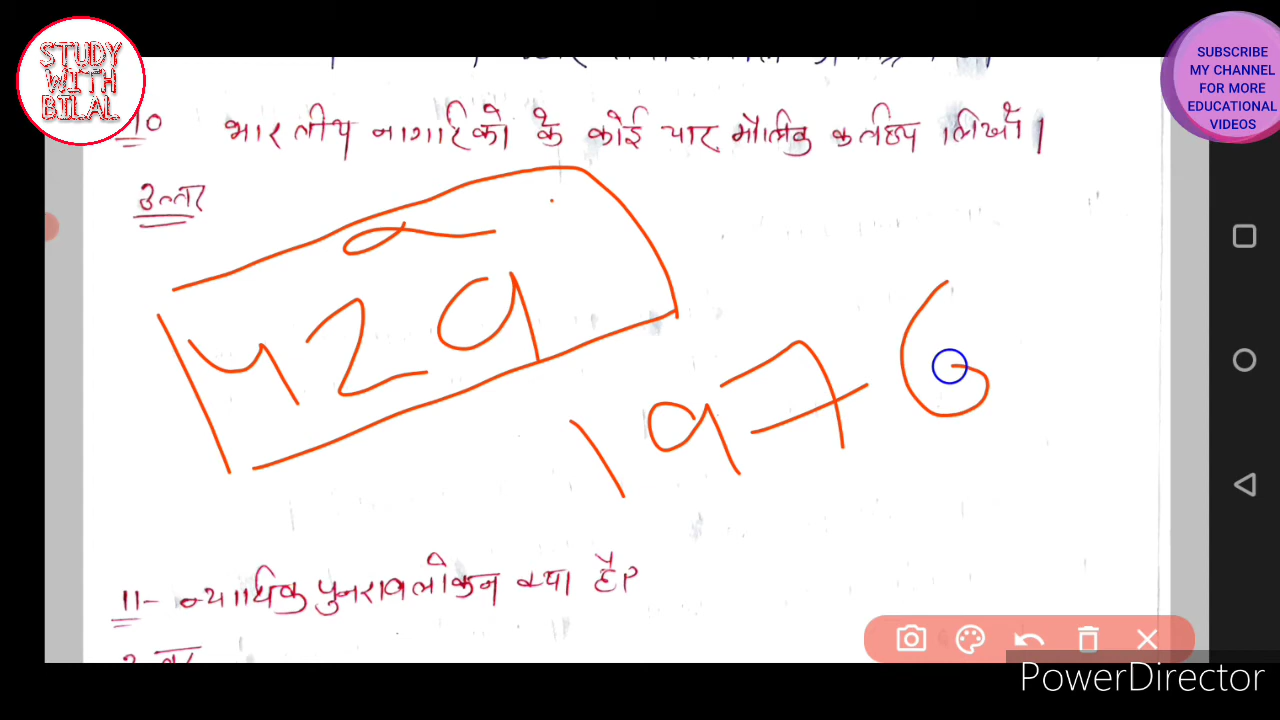 STUDY
WITH
BILAL
SUBSCRIBE
MY CHANNEL
FOR MORE
EDUCATIONAL
VIDEOS
10 भारतीय नागरिको के कोई चार मौलिक कर्तव्य लिखों।
उत्तर
42a
1976
11- न्यायिक पुनरावलोकन क्या है?
PowerDirector